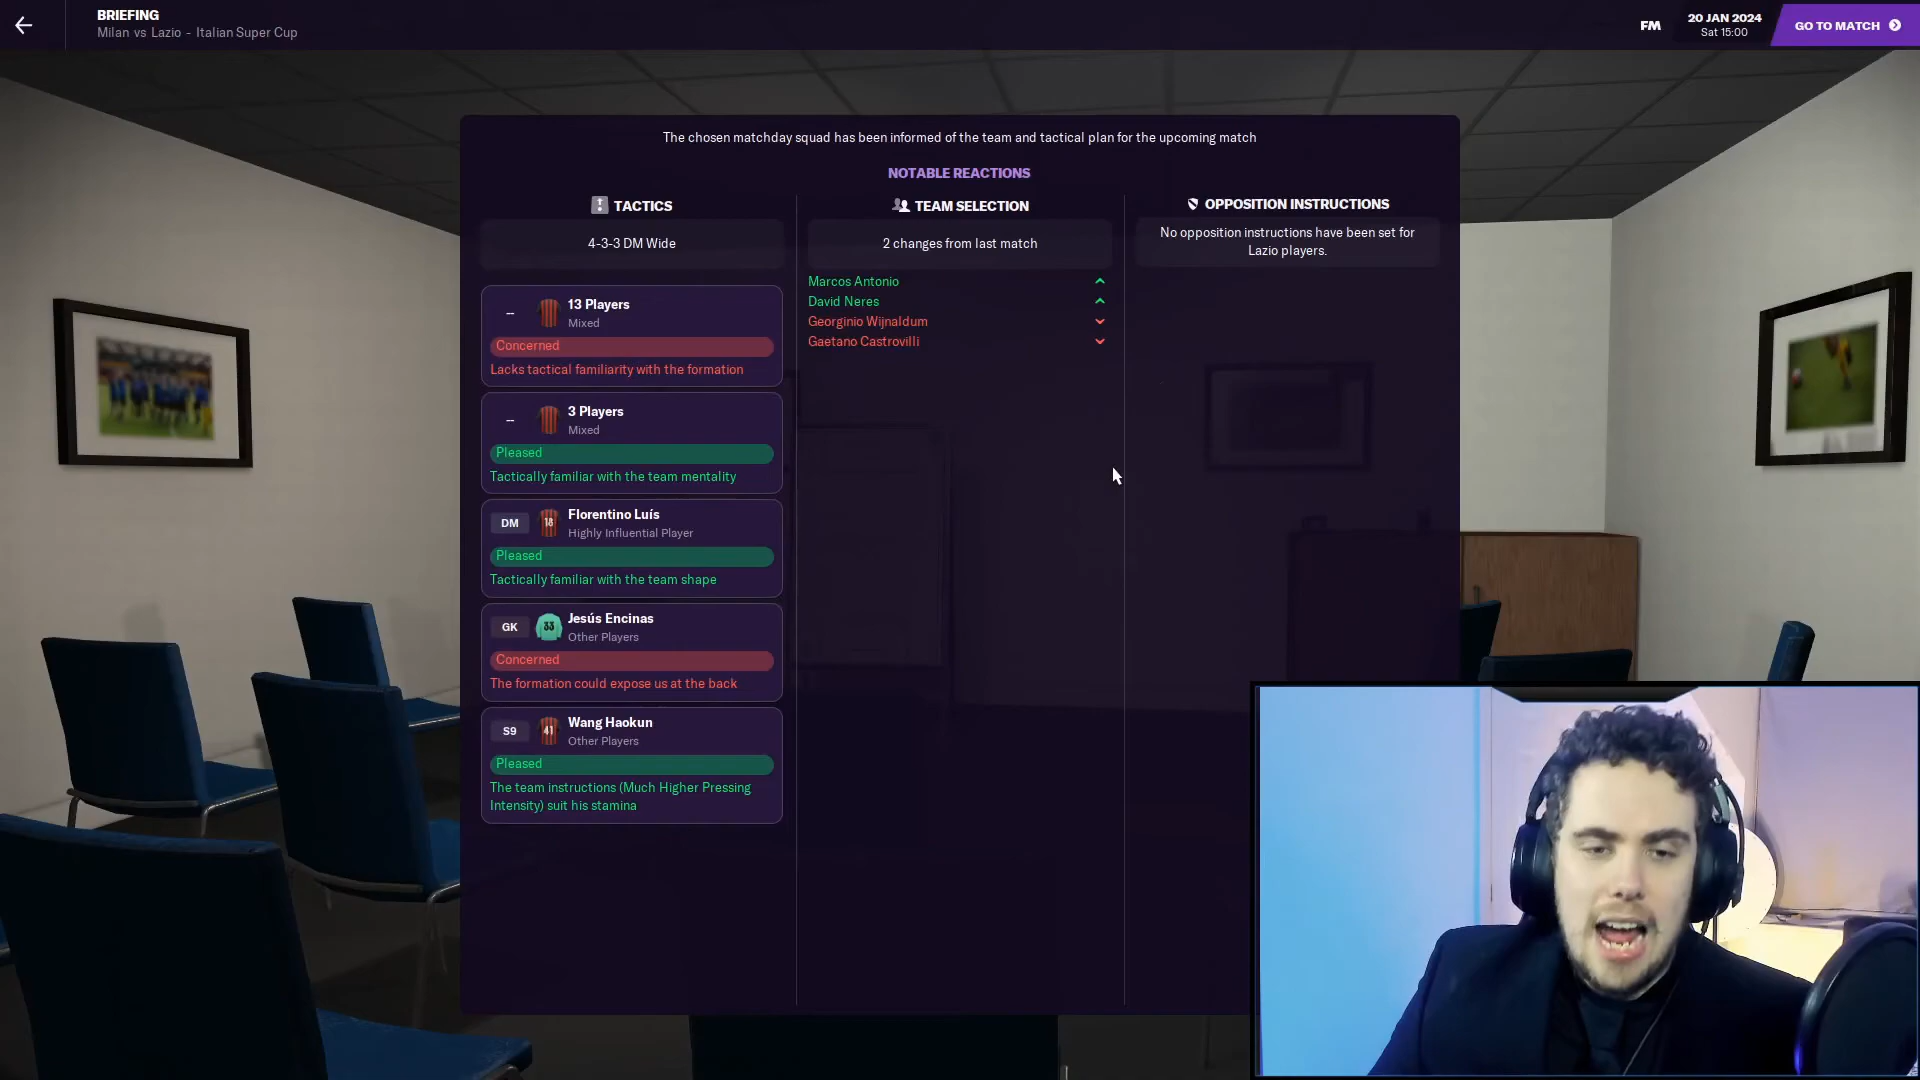 BRIEFING
Milan vs Lazio - Italian Super Cup
FM
20 JAN 2024
Sat 15:00
GO TO MATCH
The chosen matchday squad has been informed of the team and tactical plan for the upcoming match
NOTABLE REACTIONS
TACTICS
4-3-3 DM Wide
-- 13 Players
Mixed
Concerned
Lacks tactical familiarity with the formation
-- 3 Players
Mixed
Pleased
Tactically familiar with the team mentality
DM 18 Florentino Luís
Highly Influential Player
Pleased
Tactically familiar with the team shape
GK 33 Jesús Encinas
Other Players
Concerned
The formation could expose us at the back
S9 41 Wang Haokun
Other Players
Pleased
The team instructions (Much Higher Pressing
Intensity) suit his stamina
TEAM SELECTION
2 changes from last match
Marcos Antonio
David Neres
Georginio Wijnaldum
Gaetano Castrovilli
OPPOSITION INSTRUCTIONS
No opposition instructions have been set for
Lazio players.